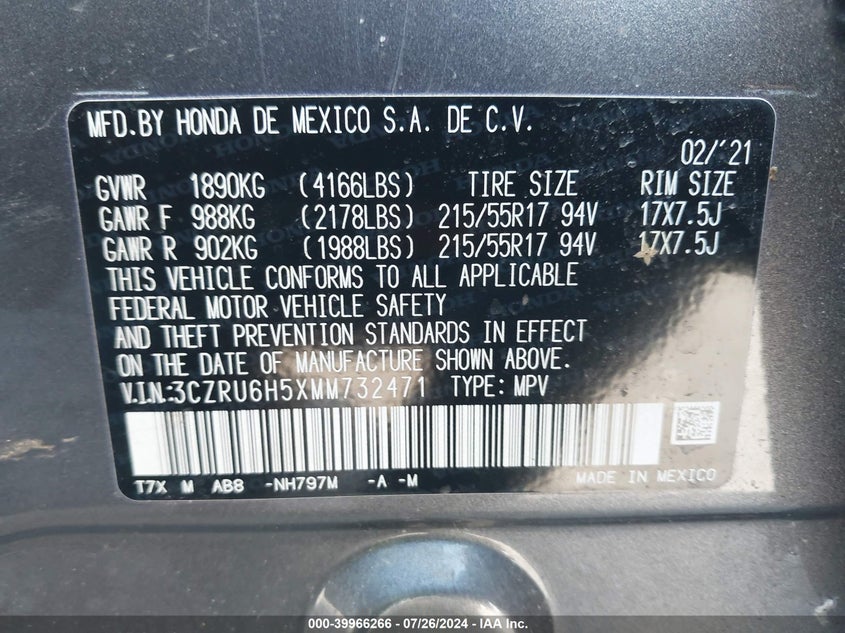 MFD.BY HONDA DE MEXICO S.A. DE C.V.
02/'21
GVWR 1890KG (4166LBS) TIRE SIZE RIM SIZE
GAWR F 988KG (2178LBS) 215/55R17 94V 17X7.5J
GAWR R 902KG (1988LBS) 215/55R17 94V 17X7.5J
THIS VEHICLE CONFORMS TO ALL APPLICABLE
FEDERAL MOTOR VEHICLE SAFETY
AND THEFT PREVENTION STANDARDS IN EFFECT
ON THE DATE OF MANUFACTURE SHOWN ABOVE.
V.I.N.:3CZRU6H5XMM732471 TYPE: MPV
T7X M AB8 -NH797M -A -M MADE IN MEXICO
000-39966266 - 07/26/2024 - IAA Inc.